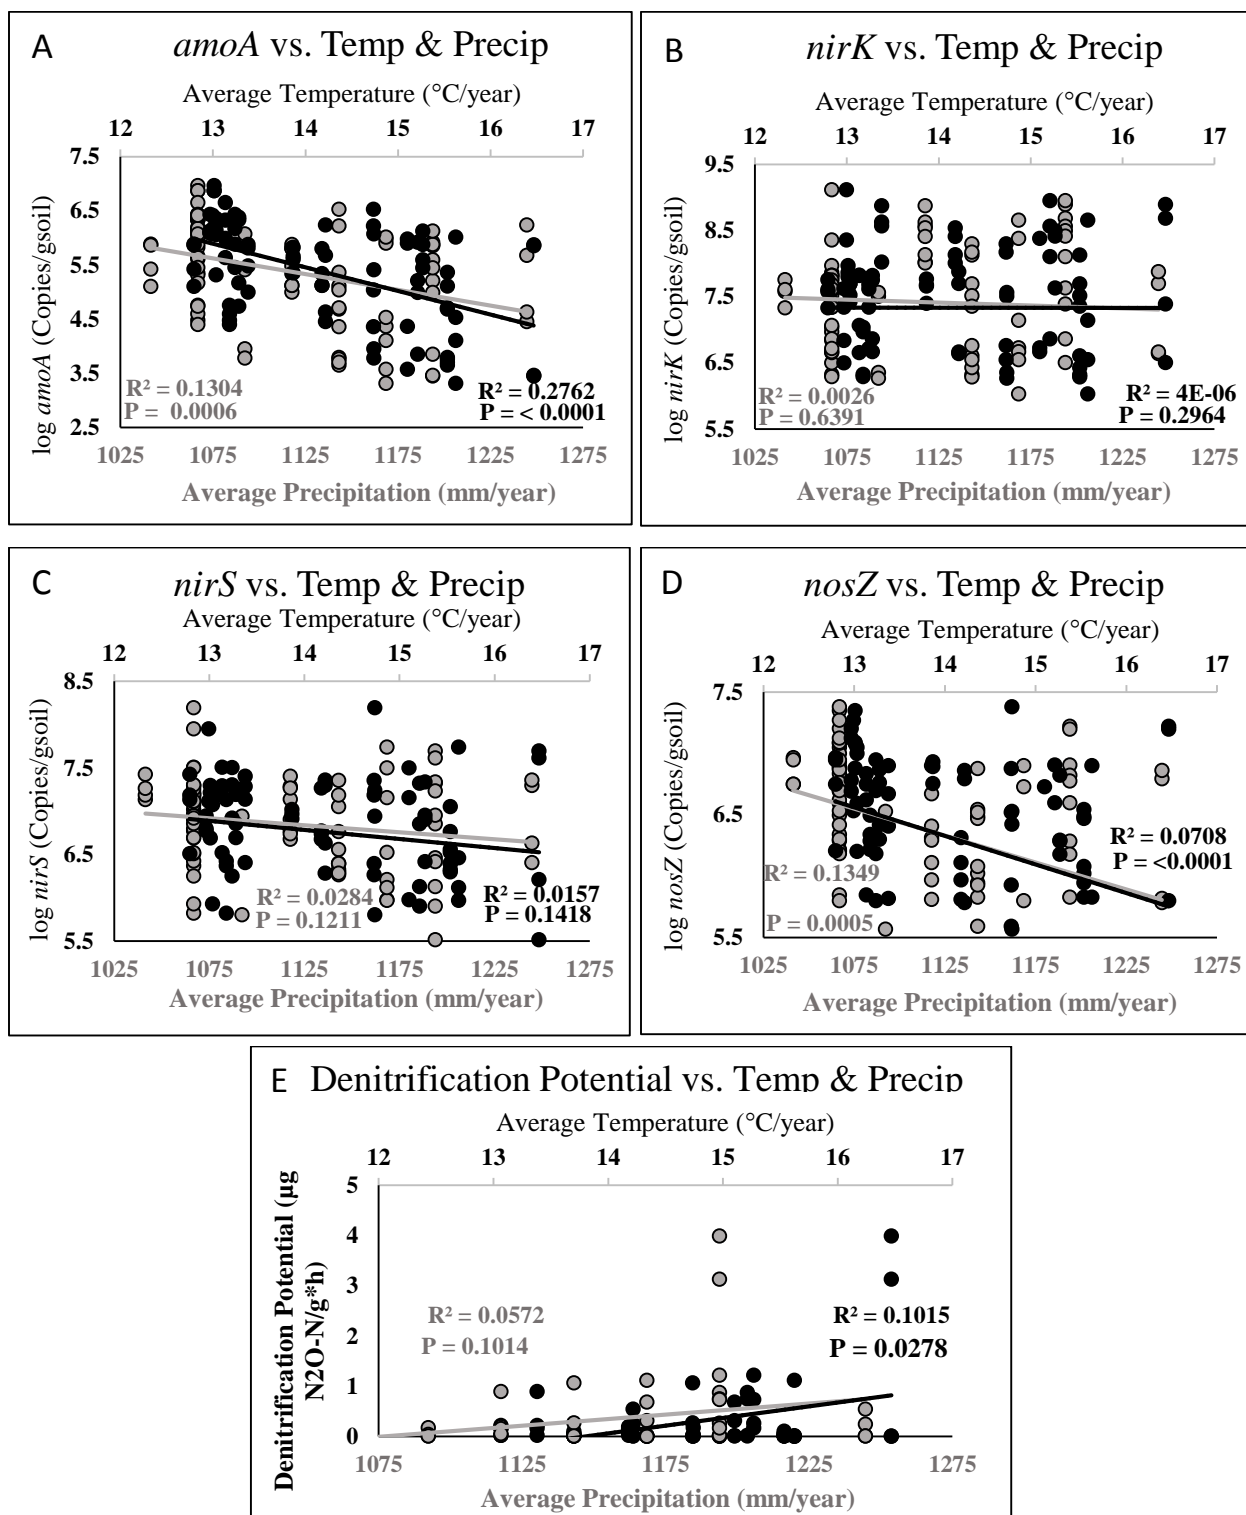 A amoA vs. Temp & Precip
Average Temperature (°C/year)
12 13 14 15 16 17
7.5
6.5
5.5
4.5
3.5
2.5
log amoA (Copies/gsoil)
R² = 0.1304
P = 0.0006
R² = 0.2762
P = < 0.0001
1025 1075 1125 1175 1225 1275
Average Precipitation (mm/year)
B nirK vs. Temp & Precip
Average Temperature (°C/year)
12 13 14 15 16 17
9.5
8.5
7.5
6.5
5.5
log nirK (Copies/gsoil)
R² = 0.0026
P = 0.6391
R² = 4E-06
P = 0.2964
1025 1075 1125 1175 1225 1275
Average Precipitation (mm/year)
C nirS vs. Temp & Precip
Average Temperature (°C/year)
12 13 14 15 16 17
8.5
7.5
6.5
5.5
log nirS (Copies/gsoil)
R² = 0.0284
P = 0.1211
R² = 0.0157
P = 0.1418
1025 1075 1125 1175 1225 1275
Average Precipitation (mm/year)
D nosZ vs. Temp & Precip
Average Temperature (°C/year)
12 13 14 15 16 17
7.5
6.5
5.5
log nosZ (Copies/gsoil)
R² = 0.1349
P = 0.0005
R² = 0.0708
P = <0.0001
1025 1075 1125 1175 1225 1275
Average Precipitation (mm/year)
E Denitrification Potential vs. Temp & Precip
Average Temperature (°C/year)
12 13 14 15 16 17
5
4
3
2
1
0
Denitrification Potential (µg
N2O-N/g*h)
R² = 0.0572
P = 0.1014
R² = 0.1015
P = 0.0278
1075 1125 1175 1225 1275
Average Precipitation (mm/year)